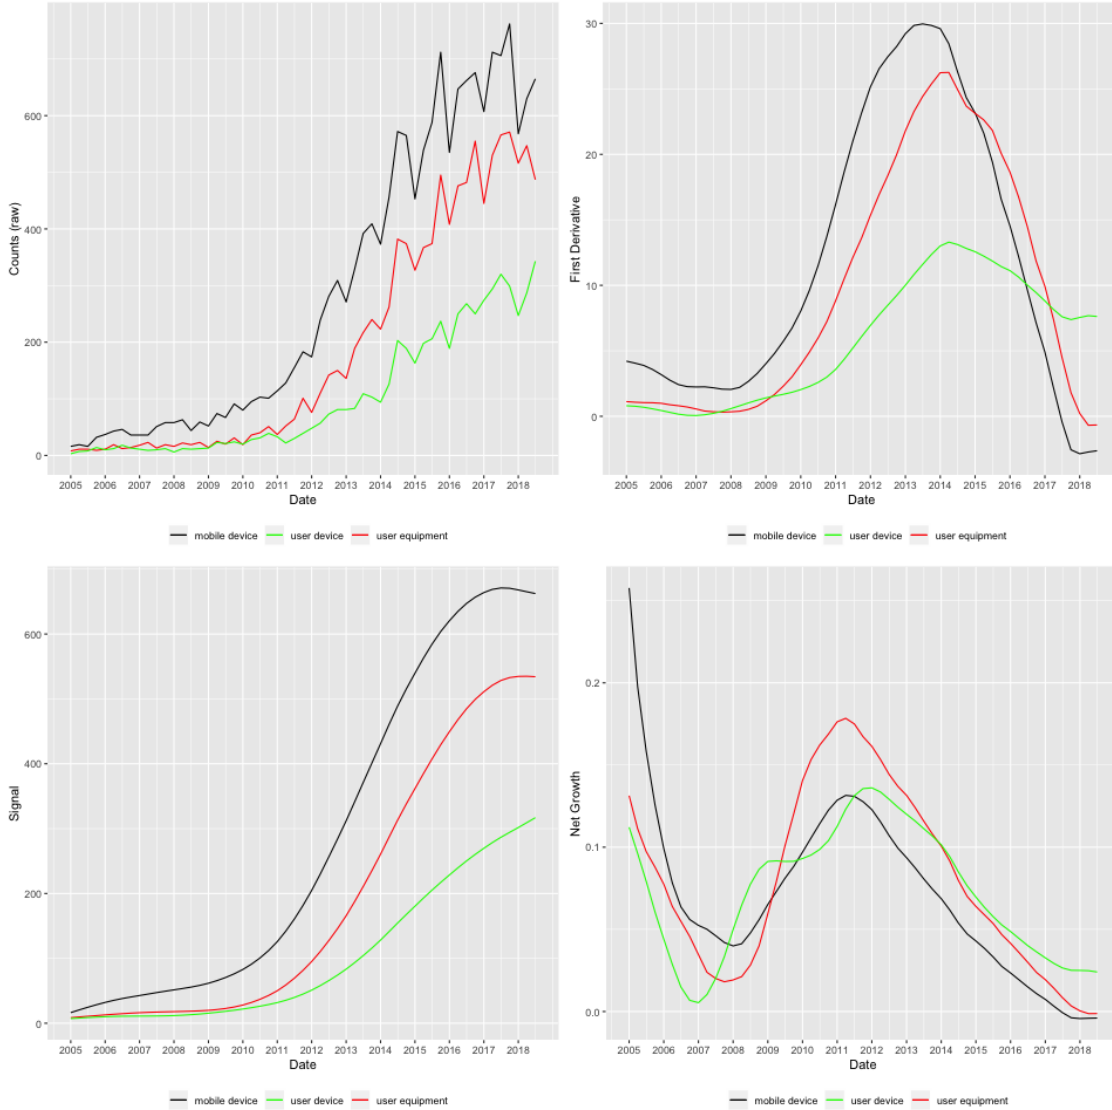 Counts (raw)
600
400
200
0
2005 2006 2007 2008 2009 2010 2011 2012 2013 2014 2015 2016 2017 2018
Date
mobile device user device user equipment
First Derivative
30
20
10
0
2005 2006 2007 2008 2009 2010 2011 2012 2013 2014 2015 2016 2017 2018
Date
mobile device user device user equipment
Signal
600
400
200
0
2005 2006 2007 2008 2009 2010 2011 2012 2013 2014 2015 2016 2017 2018
Date
mobile device user device user equipment
Net Growth
0.2
0.1
0.0
2005 2006 2007 2008 2009 2010 2011 2012 2013 2014 2015 2016 2017 2018
Date
mobile device user device user equipment